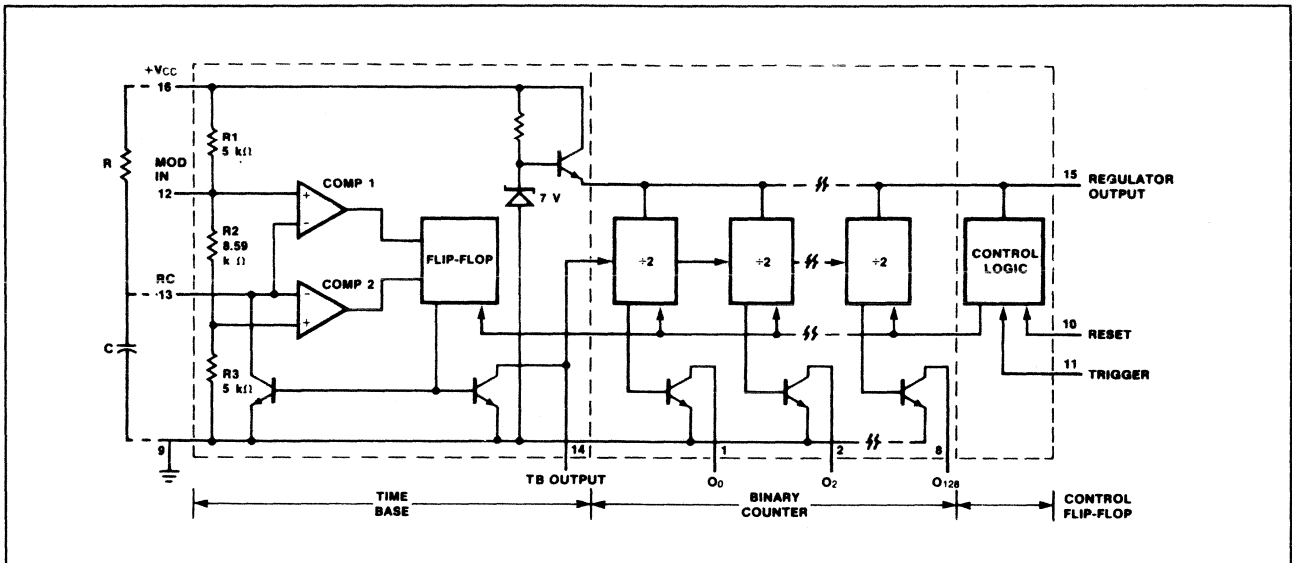 +VCC
16
R1
5 kΩ
R
MOD
IN
12
COMP 1
+
-
7 V
15 REGULATOR
OUTPUT
R2
8.59
k Ω
FLIP-FLOP
÷2
÷2
÷2
CONTROL
LOGIC
RC
13
COMP 2
-
+
10
RESET
C
R3
5 kΩ
11
TRIGGER
9
14
1
2
8
TB OUTPUT
O0
O2
O128
TIME
BASE
BINARY
COUNTER
CONTROL
FLIP-FLOP